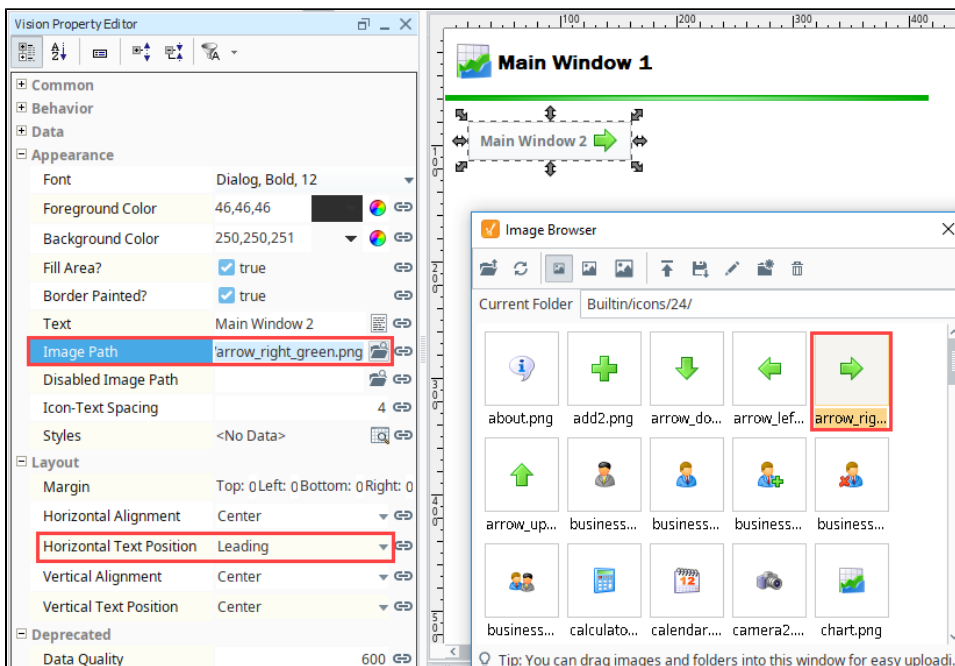 Vision Property Editor
Common
Behavior
Data
Appearance
Font Dialog, Bold, 12
Foreground Color 46,46,46
Background Color 250,250,251
Fill Area? true
Border Painted? true
Text Main Window 2
Image Path 'arrow_right_green.png
Disabled Image Path
Icon-Text Spacing 4
Styles <No Data>
Layout
Margin Top: 0 Left: 0 Bottom: 0 Right: 0
Horizontal Alignment Center
Horizontal Text Position Leading
Vertical Alignment Center
Vertical Text Position Center
Deprecated
Data Quality 600
100 200 300 400
Main Window 1
Main Window 2
100
200
300
400
500
Image Browser
Current Folder Builtin/icons/24/
about.png add2.png arrow_do... arrow_lef... arrow_rig...
arrow_up... business... business... business... business...
business... calculato... calendar.... camera2.... chart.png
Tip: You can drag images and folders into this window for easy uploadi.